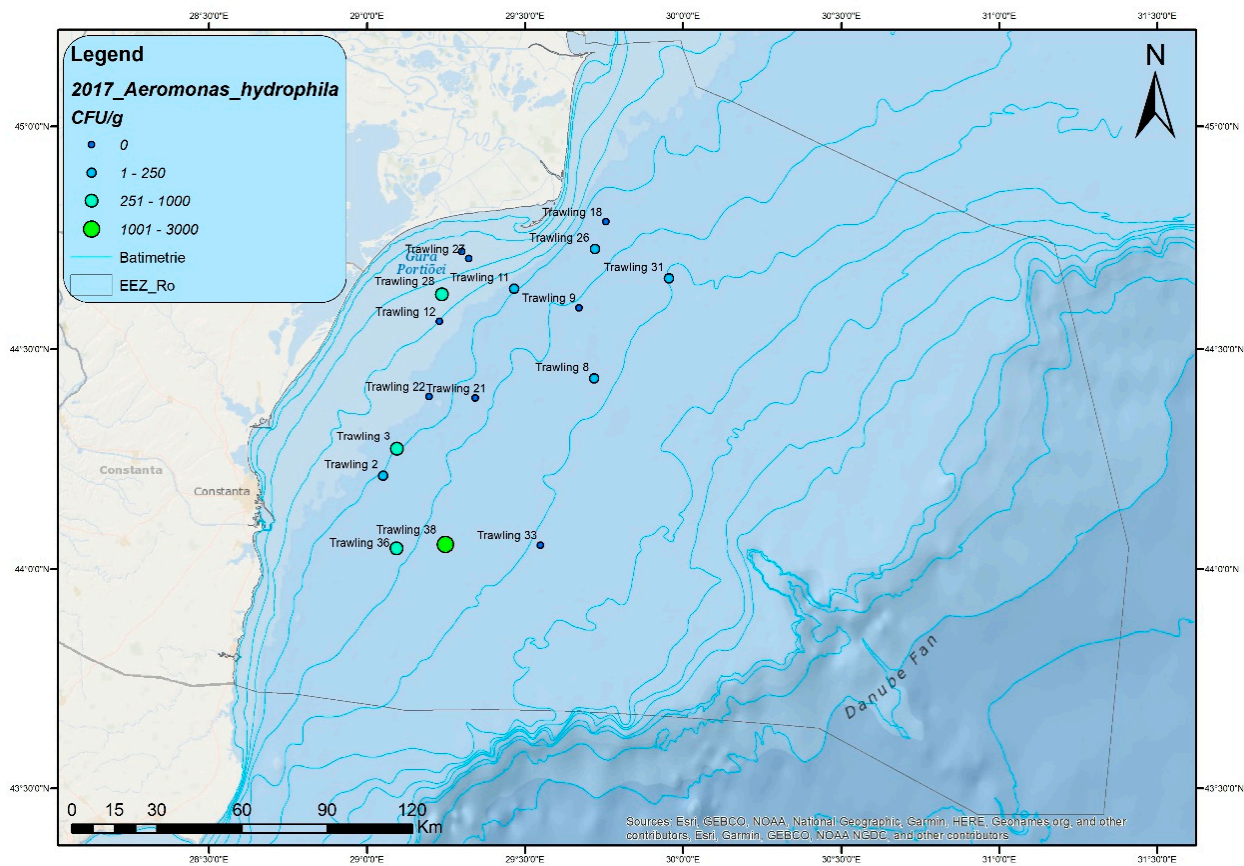 28°30'0"E 29°0'0"E 29°30'0"E 30°0'0"E 30°30'0"E 31°0'0"E 31°30'0"E
Legend
2017_Aeromonas_hydrophila
CFU/g
0
1 - 250
251 - 1000
1001 - 3000
Batimetrie
EEZ_Ro
N
45°0'0"N 45°0'0"N
Trawling 18
Trawling 26
Trawling 27
Gura
Portiõei
Trawling 31
Trawling 28
Trawling 11
Trawling 9
Trawling 12
44°30'0"N 44°30'0"N
Trawling 8
Trawling 22
Trawling 21
Trawling 3
Trawling 2
Constanta
Constanta
Trawling 38
Trawling 33
Trawling 36
44°0'0"N 44°0'0"N
Danube Fan
43°30'0"N 43°30'0"N
0 15 30 60 90 120
Km
Sources: Esri, GEBCO, NOAA, National Geographic, Garmin, HERE, Geonames.org, and other
contributors, Esri, Garmin, GEBCO, NOAA NGDC, and other contributors
28°30'0"E 29°0'0"E 29°30'0"E 30°0'0"E 30°30'0"E 31°0'0"E 31°30'0"E